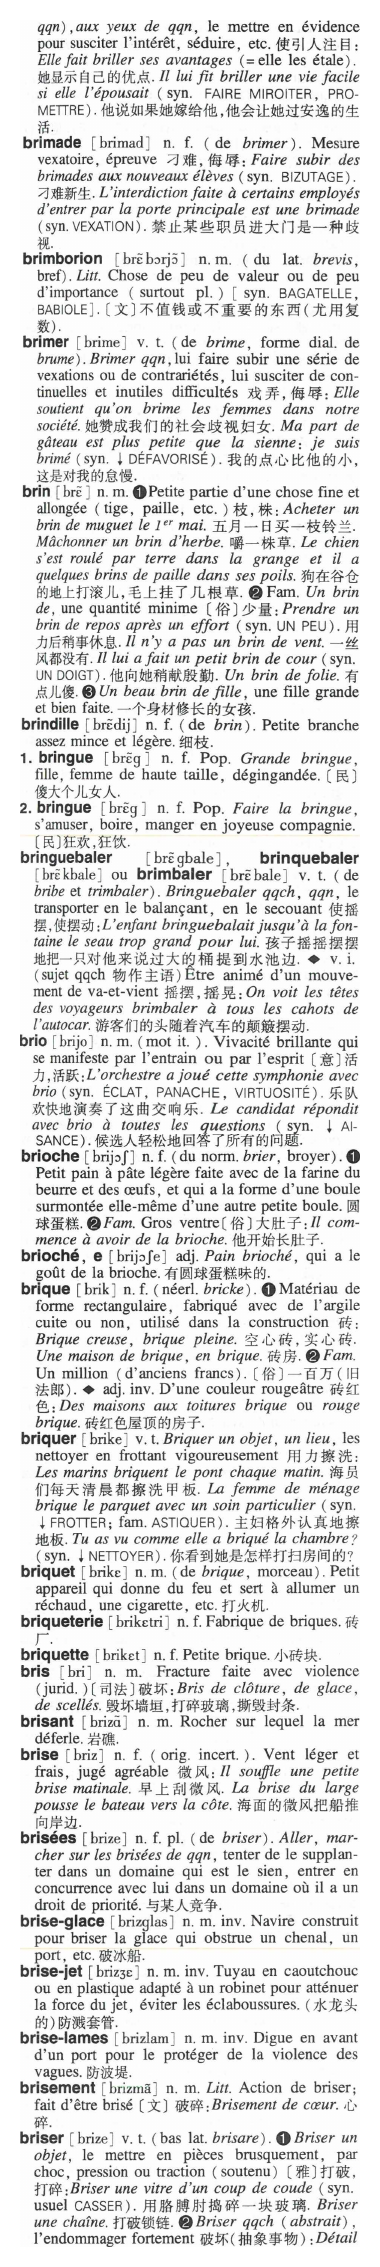 qqn), aux yeux de qqn, le mettre en évidence
pour susciter l'intérêt, séduire, etc. 使引人注目:
Elle fait briller ses avantages (= elle les étale).
她显示自己的优点. Il lui fit briller une vie facile
si elle l'épousait (syn. FAIRE MIROITER, PRO-
METTRE). 他说如果她嫁给他,他会让她过安逸的生
活.
brimade [brimad] n. f. (de brimer). Mesure
vexatoire, épreuve 刁难,侮辱: Faire subir des
brimades aux nouveaux élèves (syn. BIZUTAGE).
刁难新生. L'interdiction faite à certains employés
d'entrer par la porte principale est une brimade
(syn. VEXATION). 禁止某些职员进大门是一种歧
视.
brimborion [brɛ̃bɔrjɔ̃] n. m. (du lat. brevis,
bref). Litt. Chose de peu de valeur ou de peu
d'importance (surtout pl.) [syn. BAGATELLE,
BABIOLE]. 〔文〕不值钱或不重要的东西(尤用复
数).
brimer [brime] v. t. (de brime, forme dial. de
brume). Brimer qqn, lui faire subir une série de
vexations ou de contrariétés, lui susciter de con-
tinuelles et inutiles difficultés 戏弄,侮辱: Elle
soutient qu'on brime les femmes dans notre
société. 她赞成我们的社会歧视妇女. Ma part de
gâteau est plus petite que la sienne: je suis
brimé (syn. ↓ DÉFAVORISÉ). 我的点心比他的小,
这是对我的怠慢.
brin [brɛ̃] n. m. ❶ Petite partie d'une chose fine et
allongée (tige, paille, etc.) 枝,株: Acheter un
brin de muguet le 1er mai. 五月一日买一枝铃兰.
Mâchonner un brin d'herbe. 嚼一株草. Le chien
s'est roulé par terre dans la grange et il a
quelques brins de paille dans ses poils. 狗在谷仓
的地上打滚儿,毛上挂了几根草. ❷ Fam. Un brin
de, une quantité minime 〔俗〕少量: Prendre un
brin de repos après un effort (syn. UN PEU). 用
力后稍事休息. Il n'y a pas un brin de vent. 一丝
风都没有. Il lui a fait un petit brin de cour (syn.
UN DOIGT). 他向她稍献殷勤. Un brin de folie. 有
点儿傻. ❸ Un beau brin de fille, une fille grande
et bien faite. 一个身材修长的女孩.
brindille [brɛ̃dij] n. f. (de brin). Petite branche
assez mince et légère. 细枝.
1. bringue [brɛ̃g] n. f. Pop. Grande bringue,
fille, femme de haute taille, dégingandée. 〔民〕
傻大个儿女人.
2. bringue [brɛ̃g] n. f. Pop. Faire la bringue,
s'amuser, boire, manger en joyeuse compagnie.
〔民〕狂欢,狂饮.
bringuebaler [brɛ̃gbale], brinquebaler
[brɛ̃kbale] ou brimbaler [brɛ̃bale] v. t. (de
bribe et trimbaler). Bringuebaler qqch, qqn, le
transporter en le balançant, en le secouant 使摇
摆,使摆动: L'enfant bringuebalait jusqu'à la fon-
taine le seau trop grand pour lui. 孩子摇摇摆摆
地把一只对他来说过大的桶提到水池边. ◆ v. i.
(sujet qqch 物作主语) Être animé d'un mouve-
ment de va-et-vient 摇摆,摇晃: On voit les têtes
des voyageurs brimbaler à tous les cahots de
l'autocar. 游客们的头随着汽车的颠簸摆动.
brio [brijo] n. m. (mot it.). Vivacité brillante qui
se manifeste par l'entrain ou par l'esprit 〔意〕活
力,活跃: L'orchestre a joué cette symphonie avec
brio (syn. ÉCLAT, PANACHE, VIRTUOSITÉ). 乐队
欢快地演奏了这曲交响乐. Le candidat répondit
avec brio à toutes les questions (syn. ↓ AI-
SANCE). 候选人轻松地回答了所有的问题.
brioche [brijɔʃ] n. f. (du norm. brier, broyer). ❶
Petit pain à pâte légère faite avec de la farine du
beurre et des œufs, et qui a la forme d'une boule
surmontée elle-même d'une autre petite boule. 圆
球蛋糕. ❷ Fam. Gros ventre 〔俗〕大肚子: Il com-
mence à avoir de la brioche. 他开始长肚子.
brioché, e [brijɔʃe] adj. Pain brioché, qui a le
goût de la brioche. 有圆球蛋糕味的.
brique [brik] n. f. (néerl. bricke). ❶ Matériau de
forme rectangulaire, fabriqué avec de l'argile
cuite ou non, utilisé dans la construction 砖:
Brique creuse, brique pleine. 空心砖,实心砖.
Une maison de brique, en brique. 砖房. ❷ Fam.
Un million (d'anciens francs). 〔俗〕一百万(旧
法郎). ◆ adj. inv. D'une couleur rougeâtre 砖红
色: Des maisons aux toitures brique ou rouge
brique. 砖红色屋顶的房子.
briquer [brike] v. t. Briquer un objet, un lieu, les
nettoyer en frottant vigoureusement 用力擦洗:
Les marins briquent le pont chaque matin. 海员
们每天清晨都擦洗甲板. La femme de ménage
brique le parquet avec un soin particulier (syn.
↓ FROTTER; fam. ASTIQUER). 主妇格外认真地擦
地板. Tu as vu comme elle a briqué la chambre?
(syn. ↓ NETTOYER). 你看到她是怎样打扫房间的?
briquet [brike] n. m. (de brique, morceau). Petit
appareil qui donne du feu et sert à allumer un
réchaud, une cigarette, etc. 打火机.
briqueterie [briketri] n. f. Fabrique de briques. 砖
厂.
briquette [briket] n. f. Petite brique. 小砖块.
bris [bri] n. m. Fracture faite avec violence
(jurid.) 〔司法〕破坏: Bris de clôture, de glace,
de scellés. 毁坏墙垣,打碎玻璃,撕毁封条.
brisant [brizɑ̃] n. m. Rocher sur lequel la mer
déferle. 岩礁.
brise [briz] n. f. (orig. incert.). Vent léger et
frais, jugé agréable 微风: Il souffle une petite
brise matinale. 早上刮微风. La brise du large
pousse le bateau vers la côte. 海面的微风把船推
向岸边.
brisées [brize] n. f. pl. (de briser). Aller, mar-
cher sur les brisées de qqn, tenter de le supplan-
ter dans un domaine qui est le sien, entrer en
concurrence avec lui dans un domaine où il a un
droit de priorité. 与某人竞争.
brise-glace [brizglas] n. m. inv. Navire construit
pour briser la glace qui obstrue un chenal, un
port, etc. 破冰船.
brise-jet [brizʒɛ] n. m. inv. Tuyau en caoutchouc
ou en plastique adapté à un robinet pour atténuer
la force du jet, éviter les éclaboussures. (水龙头
的)防溅套管.
brise-lames [brizlam] n. m. inv. Digue en avant
d'un port pour le protéger de la violence des
vagues. 防波堤.
brisement [brizmɑ̃] n. m. Litt. Action de briser;
fait d'être brisé 〔文〕破碎: Brisement de cœur. 心
碎.
briser [brize] v. t. (bas lat. brisare). ❶ Briser un
objet, le mettre en pièces brusquement, par
choc, pression ou traction (soutenu) 〔雅〕打破,
打碎: Briser une vitre d'un coup de coude (syn.
usuel CASSER). 用胳膊肘捣碎一块玻璃. Briser
une chaîne. 打破锁链. ❷ Briser qqch (abstrait),
l'endommager fortement 破坏(抽象事物): Détail